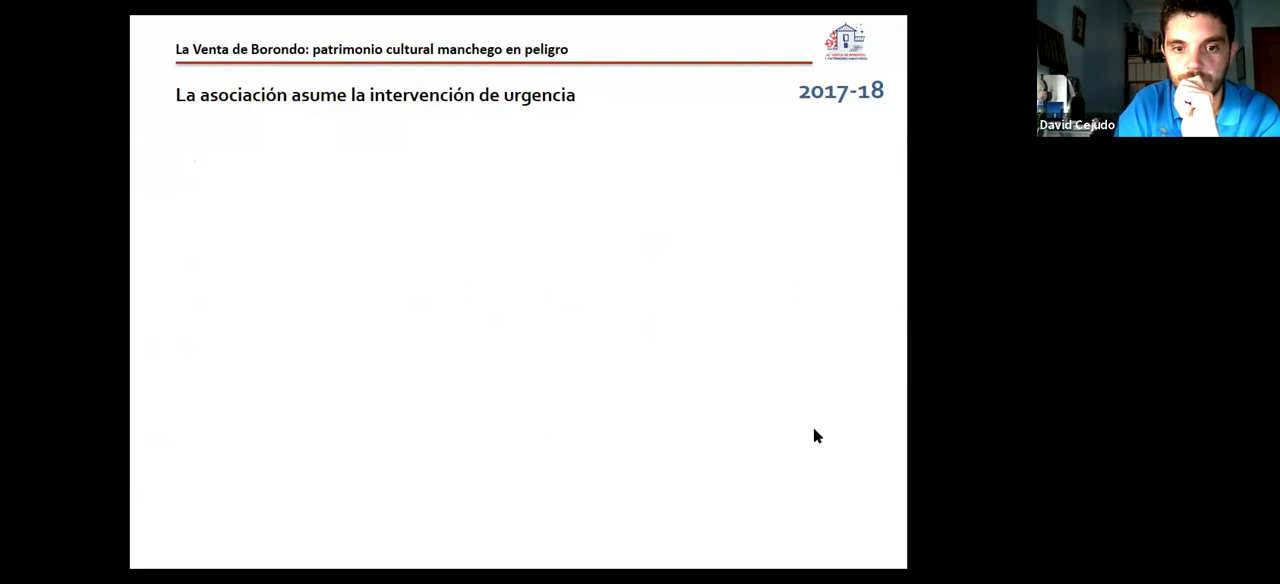 La Venta de Borondo: patrimonio cultural manchego en peligro
La asociación asume la intervención de urgencia
2017-18
David Cejudo